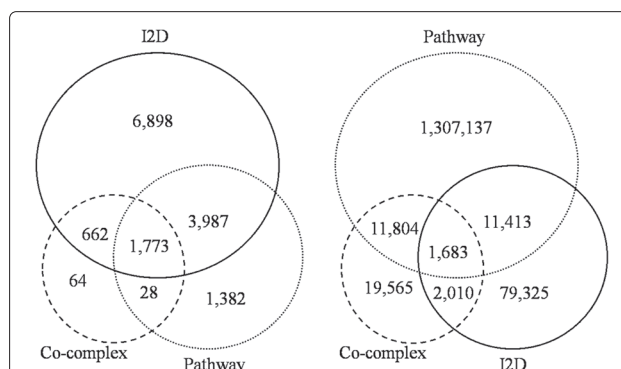 I2D
6,898
3,987
662
1,773
64
28
1,382
Co-complex
Pathway
Pathway
1,307,137
11,804
11,413
1,683
19,565
2,010
79,325
Co-complex
I2D